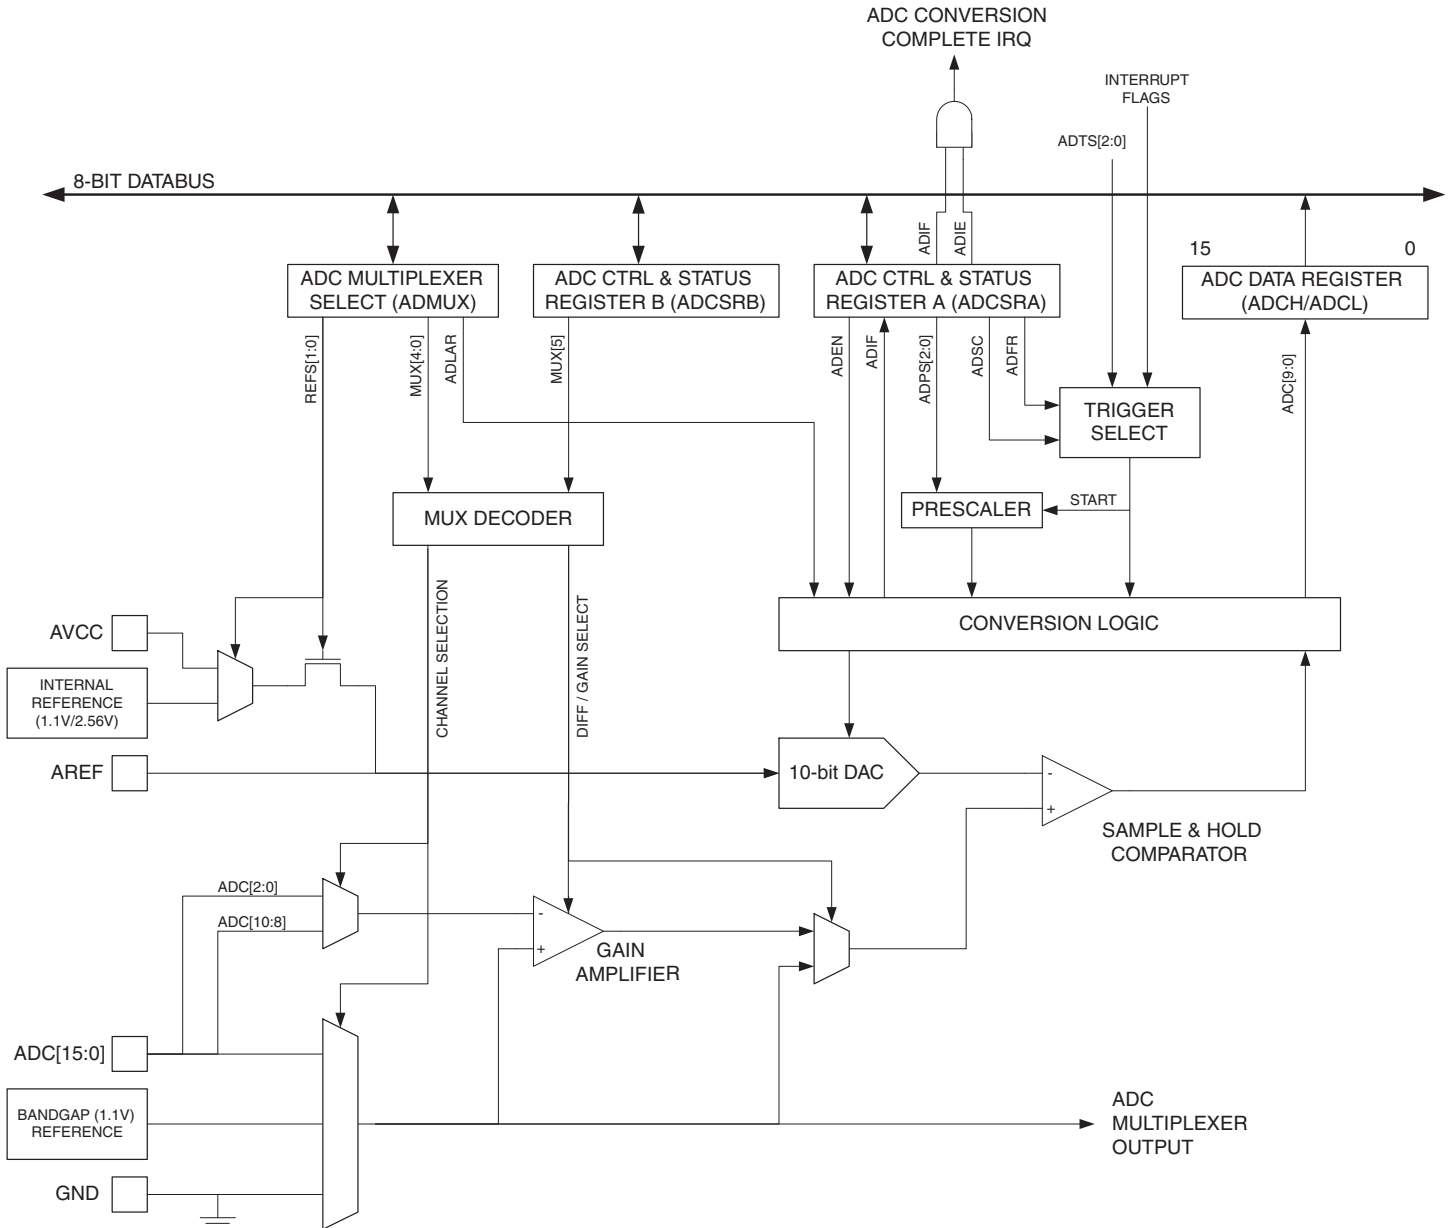 ADC CONVERSION
COMPLETE IRQ
INTERRUPT
FLAGS
ADTS[2:0]
8-BIT DATABUS
ADIF
ADIE
15
0
ADC MULTIPLEXER
SELECT (ADMUX)
ADC CTRL & STATUS
REGISTER B (ADCSRB)
ADC CTRL & STATUS
REGISTER A (ADCSRA)
ADC DATA REGISTER
(ADCH/ADCL)
REFS[1:0]
MUX[4:0]
ADLAR
MUX[5]
ADEN
ADIF
ADPS[2:0]
ADSC
ADFR
ADC[9:0]
TRIGGER
SELECT
MUX DECODER
PRESCALER
START
CHANNEL SELECTION
DIFF / GAIN SELECT
CONVERSION LOGIC
AVCC
INTERNAL
REFERENCE
(1.1V/2.56V)
AREF
10-bit DAC
-
+
SAMPLE & HOLD
COMPARATOR
ADC[2:0]
ADC[10:8]
-
+
GAIN
AMPLIFIER
ADC[15:0]
BANDGAP (1.1V)
REFERENCE
ADC
MULTIPLEXER
OUTPUT
GND